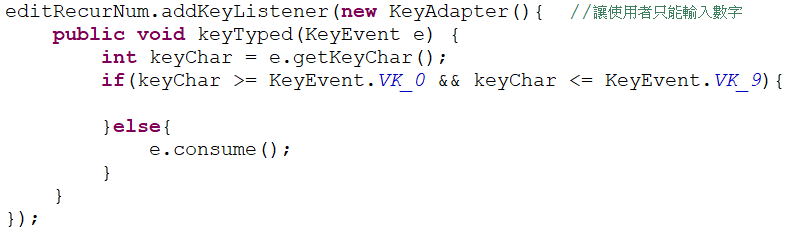 editRecurNum.addKeyListener(new KeyAdapter(){  //讓使用者只能輸入數字
    public void keyTyped(KeyEvent e) {
        int keyChar = e.getKeyChar();
        if(keyChar >= KeyEvent.VK_0 && keyChar <= KeyEvent.VK_9){
        }else{
            e.consume();
        }
    }
});